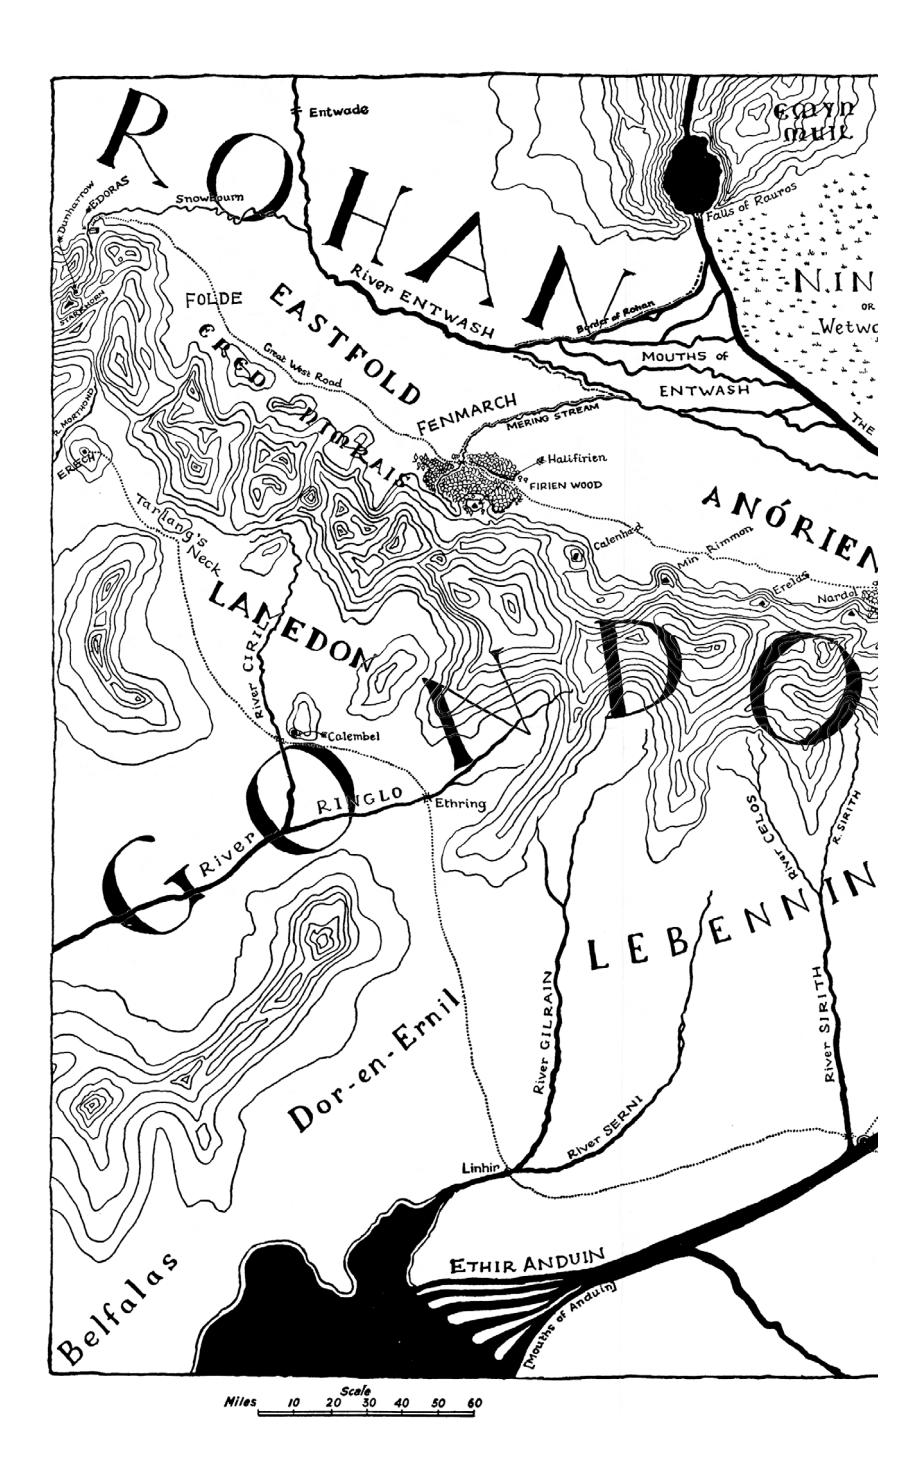 ROHAN
Entwade
EMYN
MUIL
Dunharrow
EDORAS
Snowbourn
Falls of Rauros
STARKHORN
FOLDE
EASTFOLD
River ENTWASH
Border of Rohan
NIN
OR
Wetwa
ERED
NIMRAIS
Great West Road
MOUTHS of
ENTWASH
THE
R. MORTHOND
FENMARCH
MERING STREAM
ERECH
Halifirien
FIRIEN WOOD
ANÓRIEN
Tarlang's
Neck
Calenhad
Min Rimmon
Erelas
Nardol
LAMEDON
River CIRIL
GONDO
Calembel
RINGLO
River
Ethring
River CELOS
R. SIRITH
LEBENNIN
Dor-en-Ernil
River GILRAIN
River SIRITH
River SERNI
Linhir
Belfalas
ETHIR ANDUIN
[Mouths of Anduin]
Scale
Miles 10 20 30 40 50 60